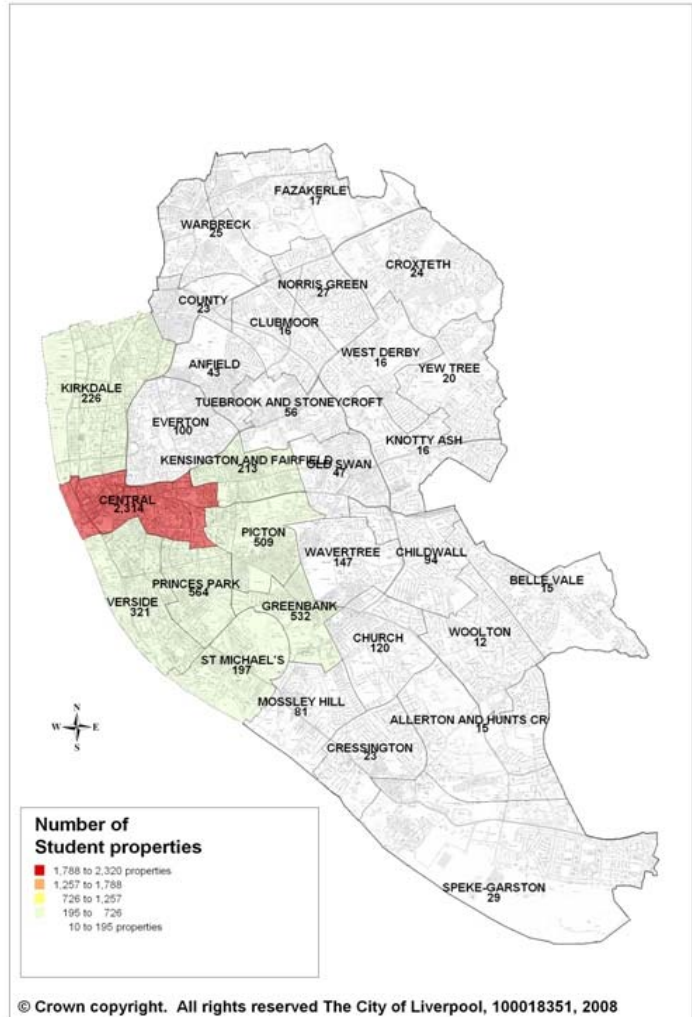 FAZAKERLE
17
WARBRECK
25
CROXTETH
24
NORRIS GREEN
27
COUNTY
23
CLUBMOOR
16
WEST DERBY
16
ANFIELD
43
YEW TREE
20
KIRKDALE
226
TUEBROOK AND STONEYCROFT
56
EVERTON
100
KNOTTY ASH
16
KENSINGTON AND FAIRFIELD
213
OLD SWAN
47
CENTRAL
2,314
PICTON
509
WAVERTREE
147
CHILDWALL
94
BELLE VALE
15
PRINCES PARK
564
VERSIDE
321
GREENBANK
532
CHURCH
120
WOOLTON
12
ST MICHAEL'S
197
MOSSLEY HILL
81
ALLERTON AND HUNTS CR
15
CRESSINGTON
23
N
W E
S
SPEKE-GARSTON
29
Number of
Student properties
1,788 to 2,320 properties
1,257 to 1,788
726 to 1,257
195 to 726
10 to 195 properties
© Crown copyright. All rights reserved The City of Liverpool, 100018351, 2008